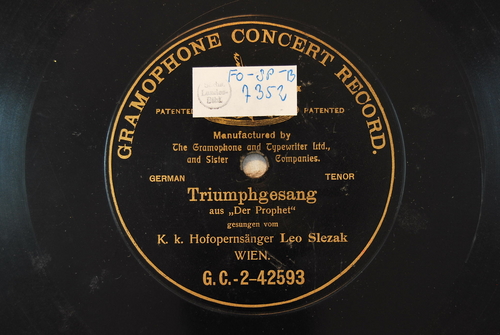 GRAMOPHONE CONCERT RECORD.
FO-SP-B
7352
PATENTED
PATENTED
Manufactured by
The Gramophone and Typewriter Ltd.,
and Sister Companies.
GERMAN
TENOR
Triumphgesang
aus „Der Prophet“
gesungen vom
K. k. Hofopernsänger Leo Slezak
WIEN.
G.C.-2-42593